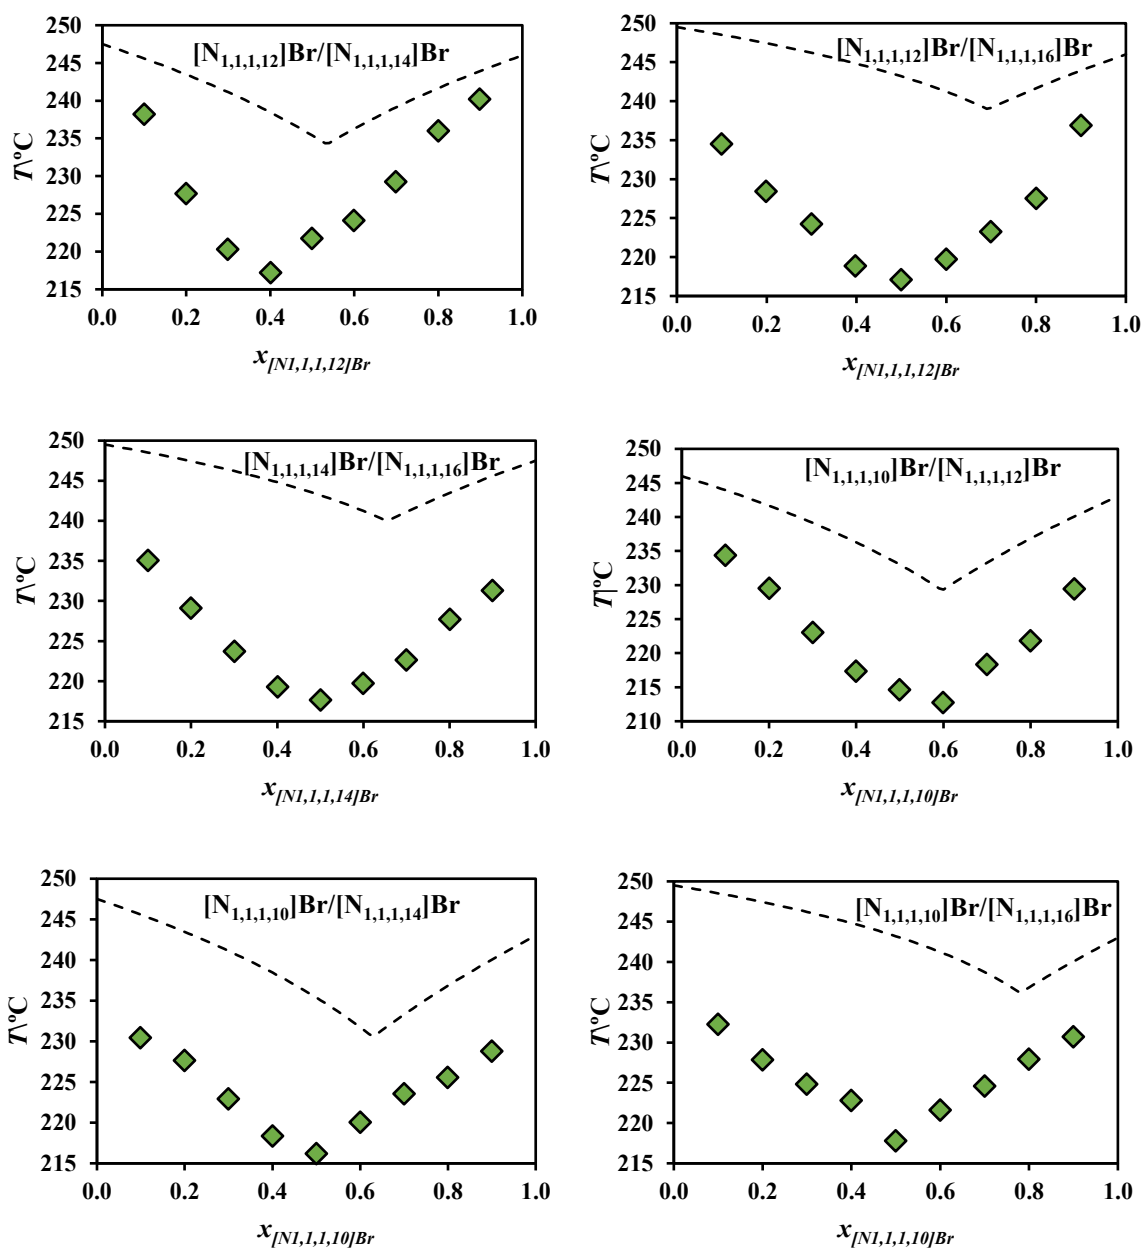 [N1,1,1,12]Br/[N1,1,1,14]Br
T\ºC
250
245
240
235
230
225
220
215
0.0 0.2 0.4 0.6 0.8 1.0
x[N1,1,1,12]Br
[N1,1,1,12]Br/[N1,1,1,16]Br
T\ºC
250
245
240
235
230
225
220
215
0.0 0.2 0.4 0.6 0.8 1.0
x[N1,1,1,12]Br
[N1,1,1,14]Br/[N1,1,1,16]Br
T\ºC
250
245
240
235
230
225
220
215
0.0 0.2 0.4 0.6 0.8 1.0
x[N1,1,1,14]Br
[N1,1,1,10]Br/[N1,1,1,12]Br
T|ºC
250
245
240
235
230
225
220
215
210
0.0 0.2 0.4 0.6 0.8 1.0
x[N1,1,1,10]Br
[N1,1,1,10]Br/[N1,1,1,14]Br
T\ºC
250
245
240
235
230
225
220
215
0.0 0.2 0.4 0.6 0.8 1.0
x[N1,1,1,10]Br
[N1,1,1,10]Br/[N1,1,1,16]Br
T\ºC
250
245
240
235
230
225
220
215
0.0 0.2 0.4 0.6 0.8 1.0
x[N1,1,1,10]Br